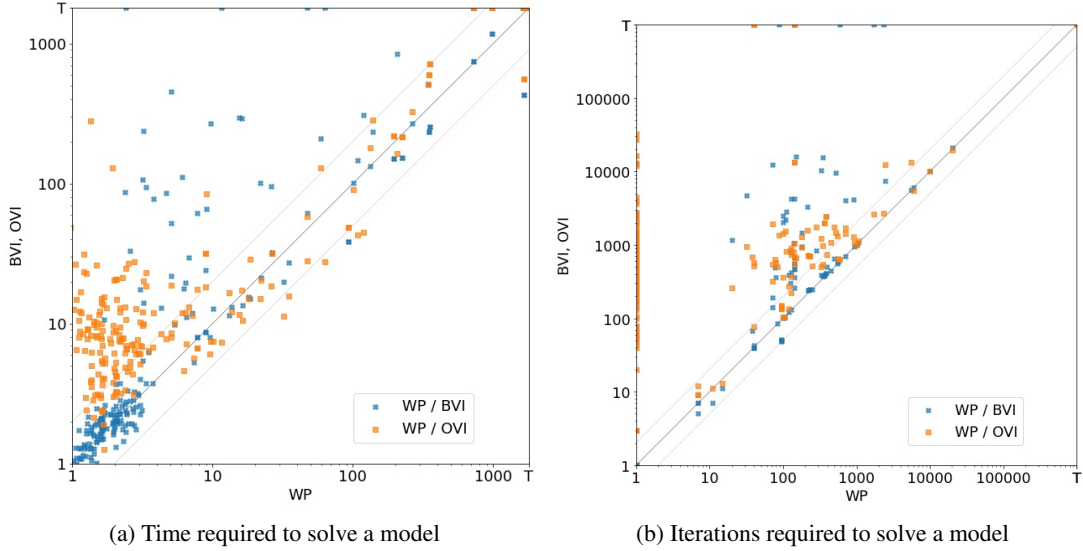 T
1000
100
10
1
BVI, OVI
1
10
100
1000
T
WP
WP / BVI
WP / OVI
(a) Time required to solve a model
T
100000
10000
1000
100
10
1
BVI, OVI
1
10
100
1000
10000
100000
T
WP
WP / BVI
WP / OVI
(b) Iterations required to solve a model